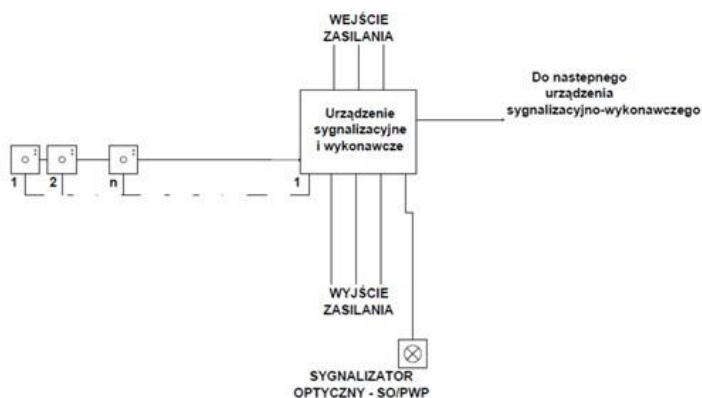 WEJŚCIE
ZASILANIA
Do nastepnego
urządzenia
sygnalizacyjno-wykonawczego
Urządzenie
sygnalizacyjne
i wykonawcze
1
2
n
1
WYJŚCIE
ZASILANIA
SYGNALIZATOR
OPTYCZNY - SO/PWP